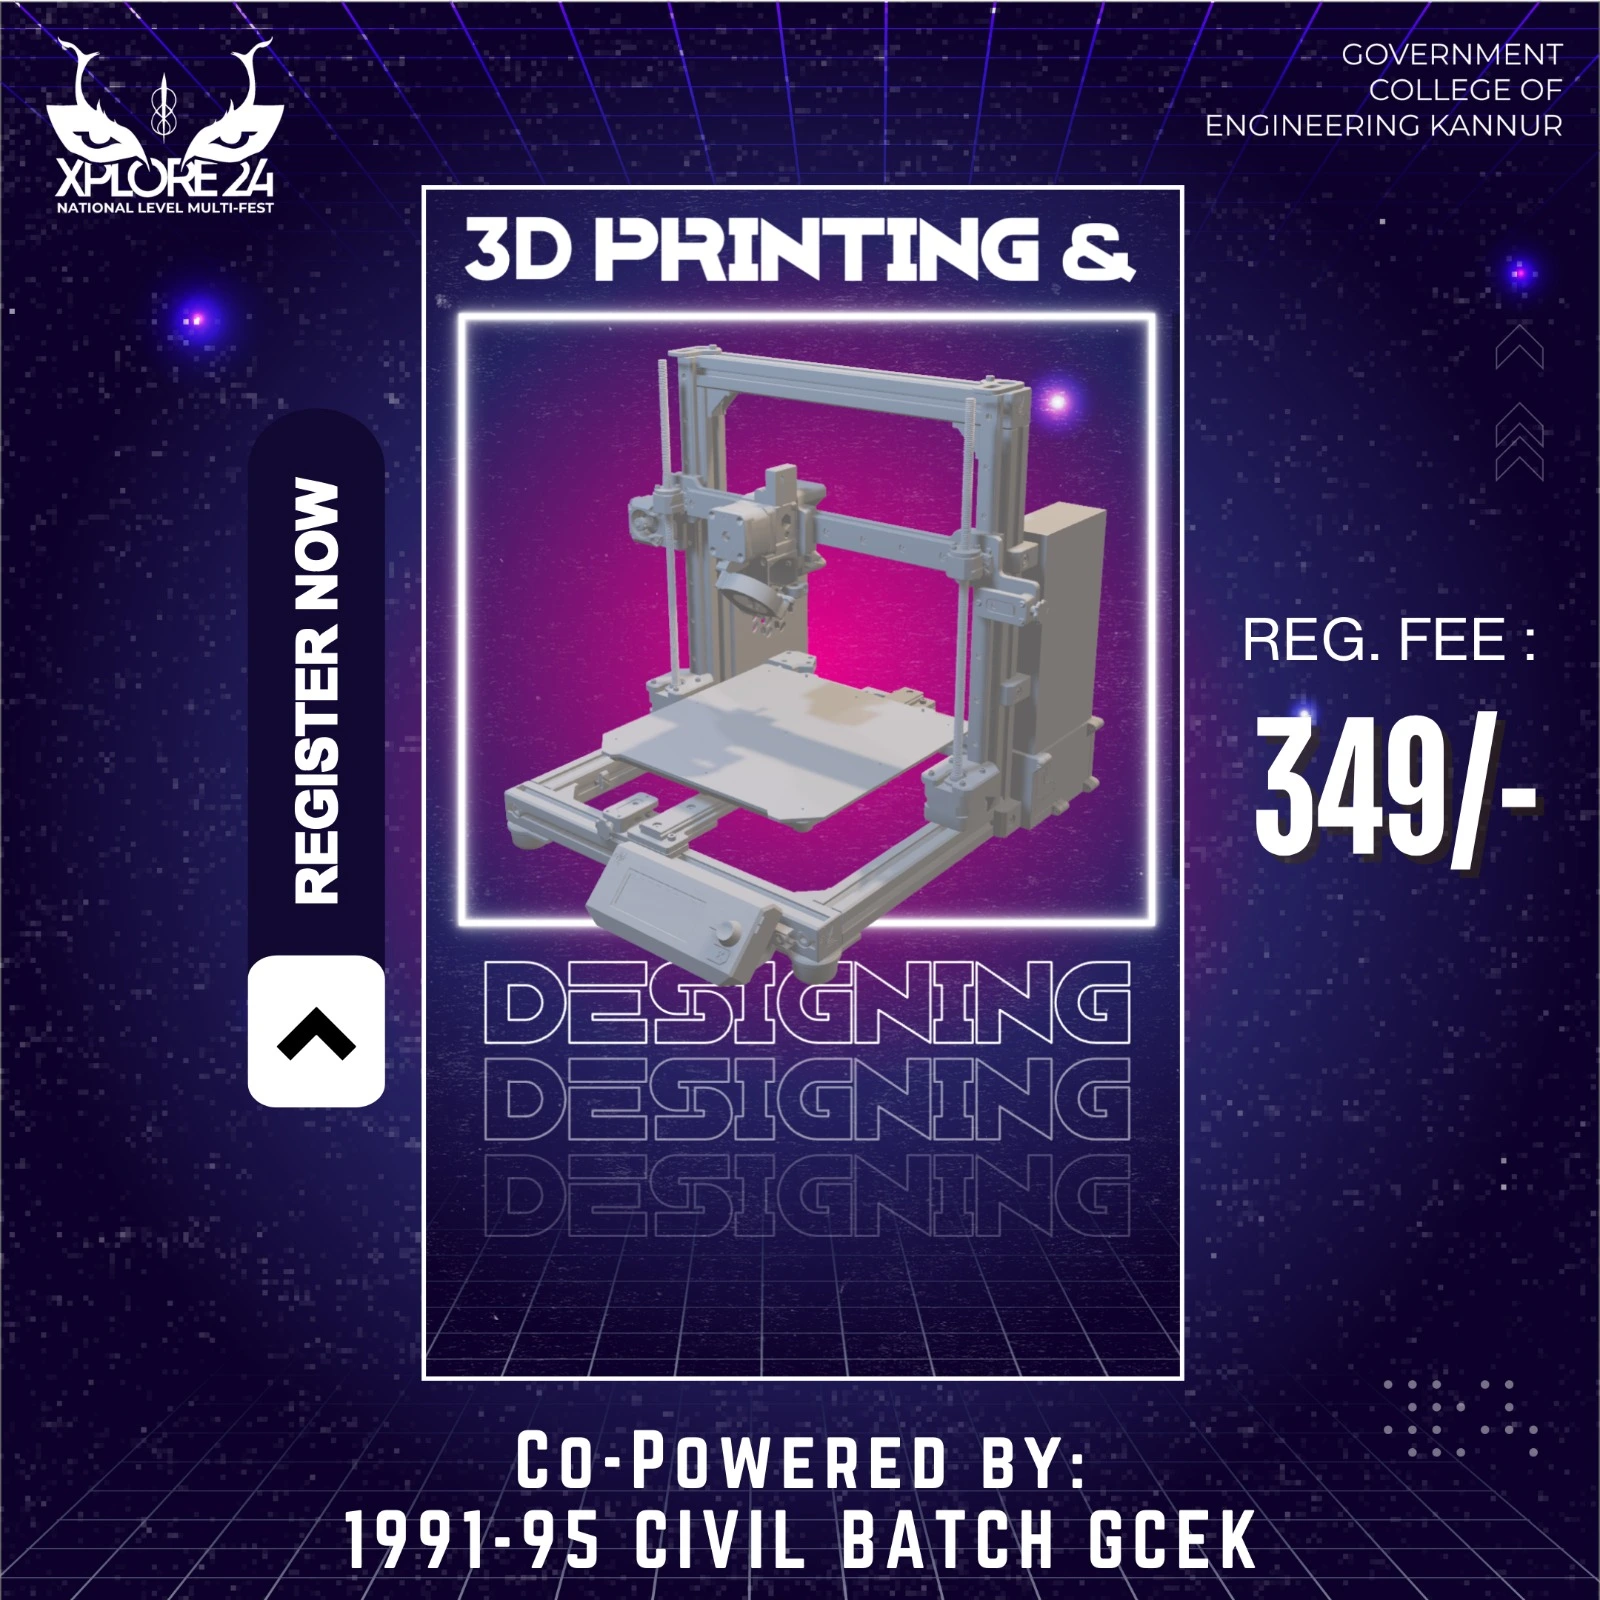 XPLORE 24
NATIONAL LEVEL MULTI-FEST
GOVERNMENT
COLLEGE OF
ENGINEERING KANNUR
3D PRINTING &
REGISTER NOW
REG. FEE :
349/-
DESIGNING
DESIGNING
DESIGNING
CO-POWERED BY:
1991-95 CIVIL BATCH GCEK